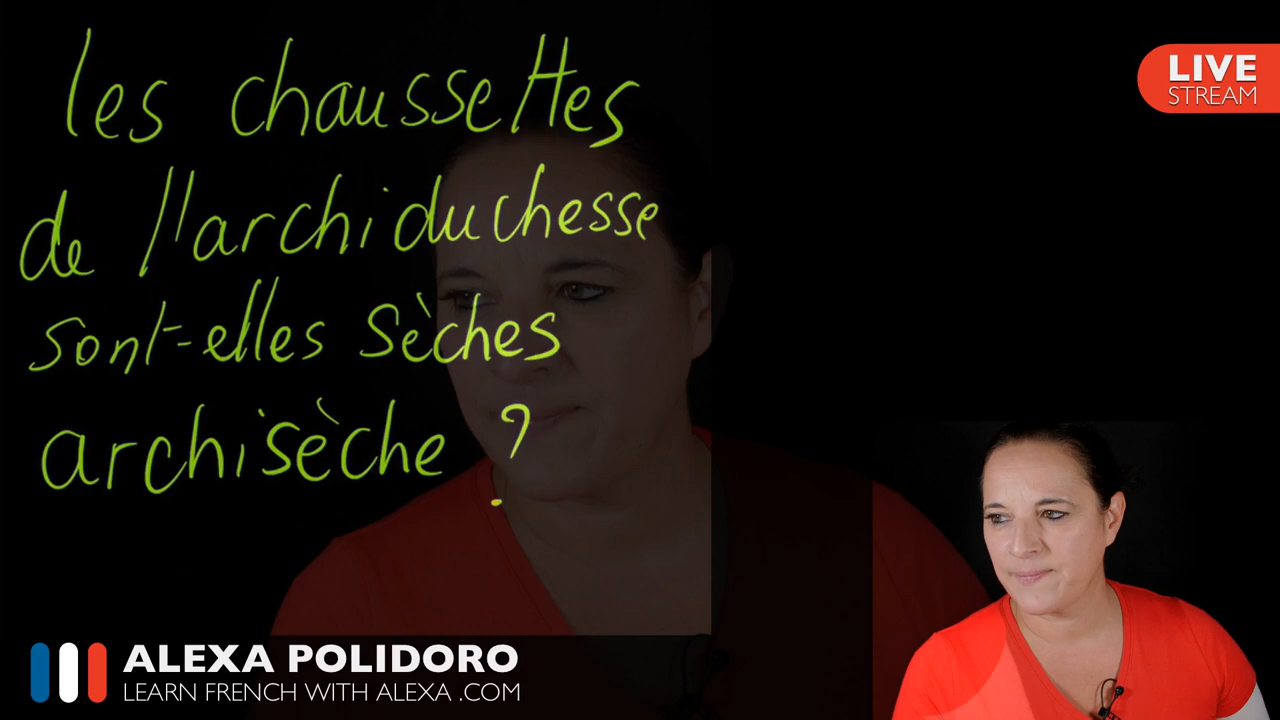 les chaussettes
de l'archiduchesse
sont-elles sèches
archisèche ?
LIVE
STREAM
ALEXA POLIDORO
LEARN FRENCH WITH ALEXA .COM